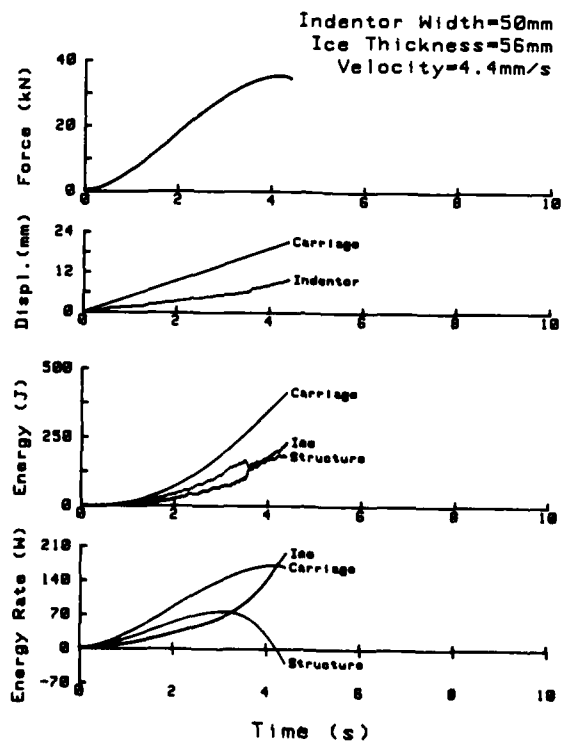 Indentor Width=50mm
Ice Thickness=56mm
Velocity=4.4mm/s
Force (kN)
40
20
0
0 2 4 6 8 10
Displ.(mm)
24
12
0
Carriage
Indentor
0 2 4 6 8 10
Energy (J)
500
250
0
Carriage
Ice
Structure
0 2 4 6 8 10
Energy Rate (W)
210
140
70
0
-70
Ice
Carriage
Structure
0 2 4 6 8 10
Time (s)